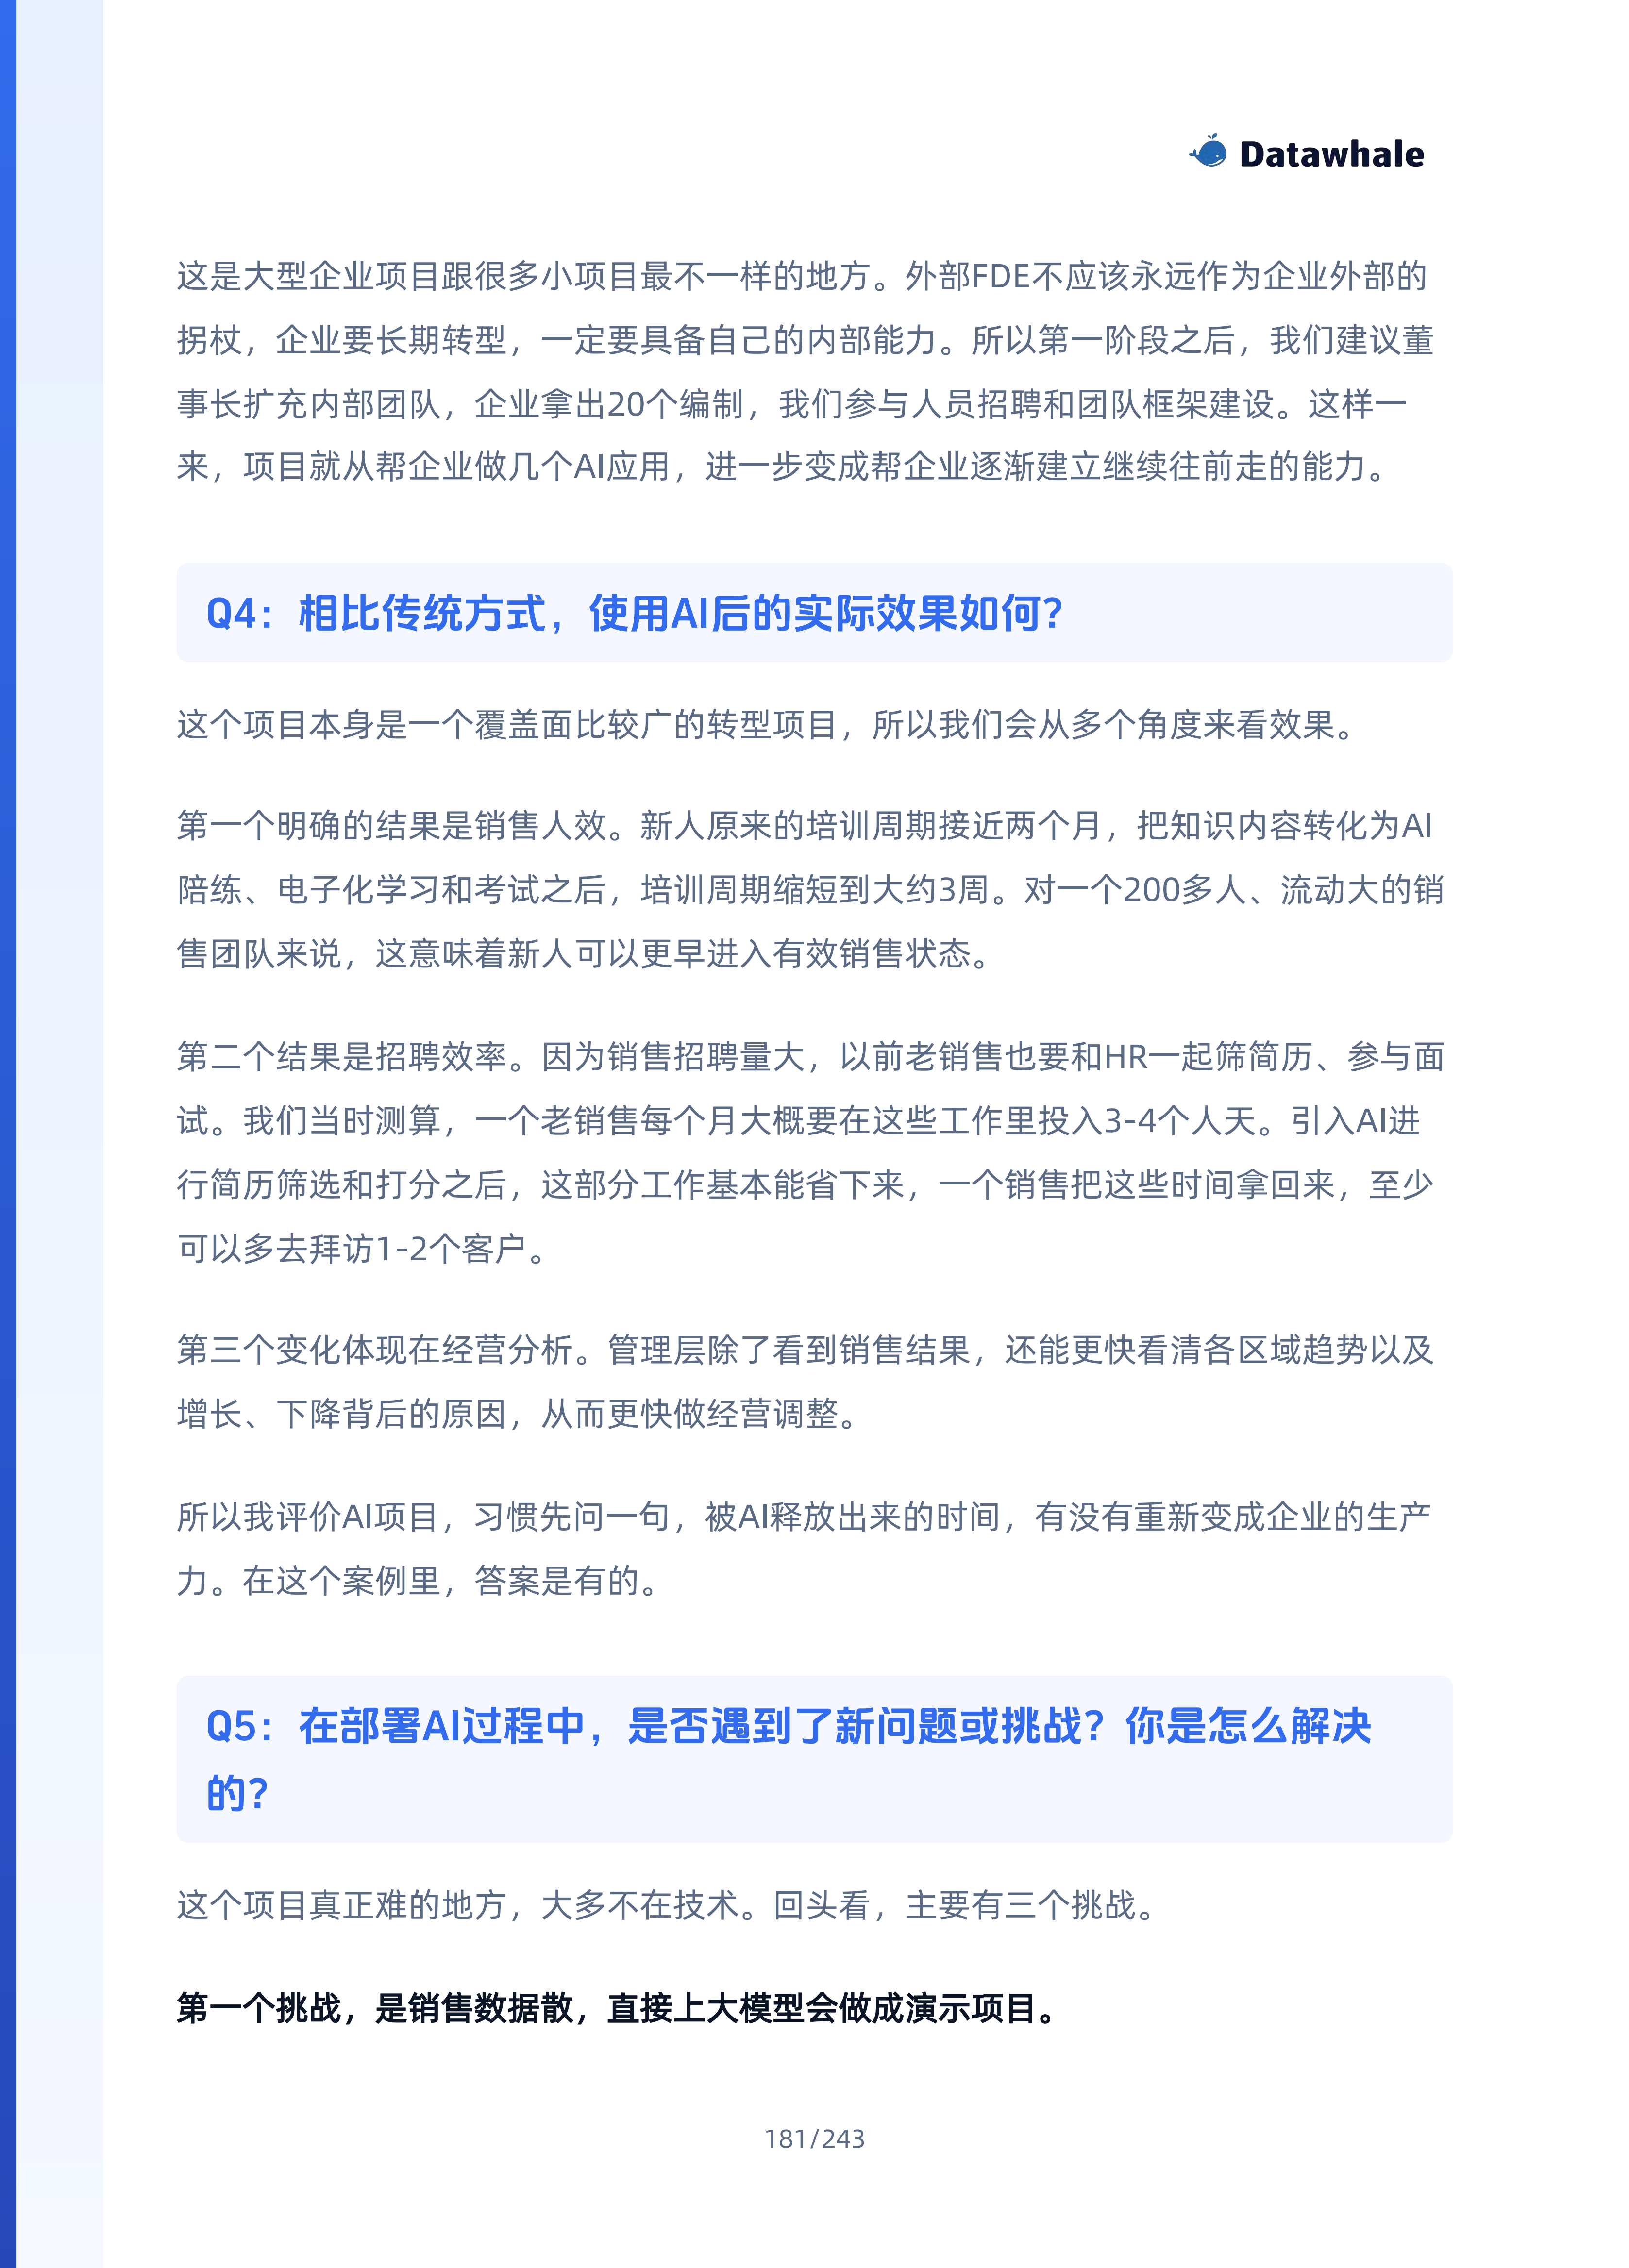 Datawhale
这是大型企业项目跟很多小项目最不一样的地方。外部FDE不应该永远作为企业外部的
拐杖，企业要长期转型，一定要具备自己的内部能力。所以第一阶段之后，我们建议董
事长扩充内部团队，企业拿出20个编制，我们参与人员招聘和团队框架建设。这样一
来，项目就从帮企业做几个AI应用，进一步变成帮企业逐渐建立继续往前走的能力。
Q4：相比传统方式，使用AI后的实际效果如何？
这个项目本身是一个覆盖面比较广的转型项目，所以我们会从多个角度来看效果。
第一个明确的结果是销售人效。新人原来的培训周期接近两个月，把知识内容转化为AI
陪练、电子化学习和考试之后，培训周期缩短到大约3周。对一个200多人、流动大的销
售团队来说，这意味着新人可以更早进入有效销售状态。
第二个结果是招聘效率。因为销售招聘量大，以前老销售也要和HR一起筛简历、参与面
试。我们当时测算，一个老销售每个月大概要在这些工作里投入3-4个人天。引入AI进
行简历筛选和打分之后，这部分工作基本能省下来，一个销售把这些时间拿回来，至少
可以多去拜访1-2个客户。
第三个变化体现在经营分析。管理层除了看到销售结果，还能更快看清各区域趋势以及
增长、下降背后的原因，从而更快做经营调整。
所以我评价AI项目，习惯先问一句，被AI释放出来的时间，有没有重新变成企业的生产
力。在这个案例里，答案是有的。
Q5：在部署AI过程中，是否遇到了新问题或挑战？你是怎么解决
的？
这个项目真正难的地方，大多不在技术。回头看，主要有三个挑战。
第一个挑战，是销售数据散，直接上大模型会做成演示项目。
181/243